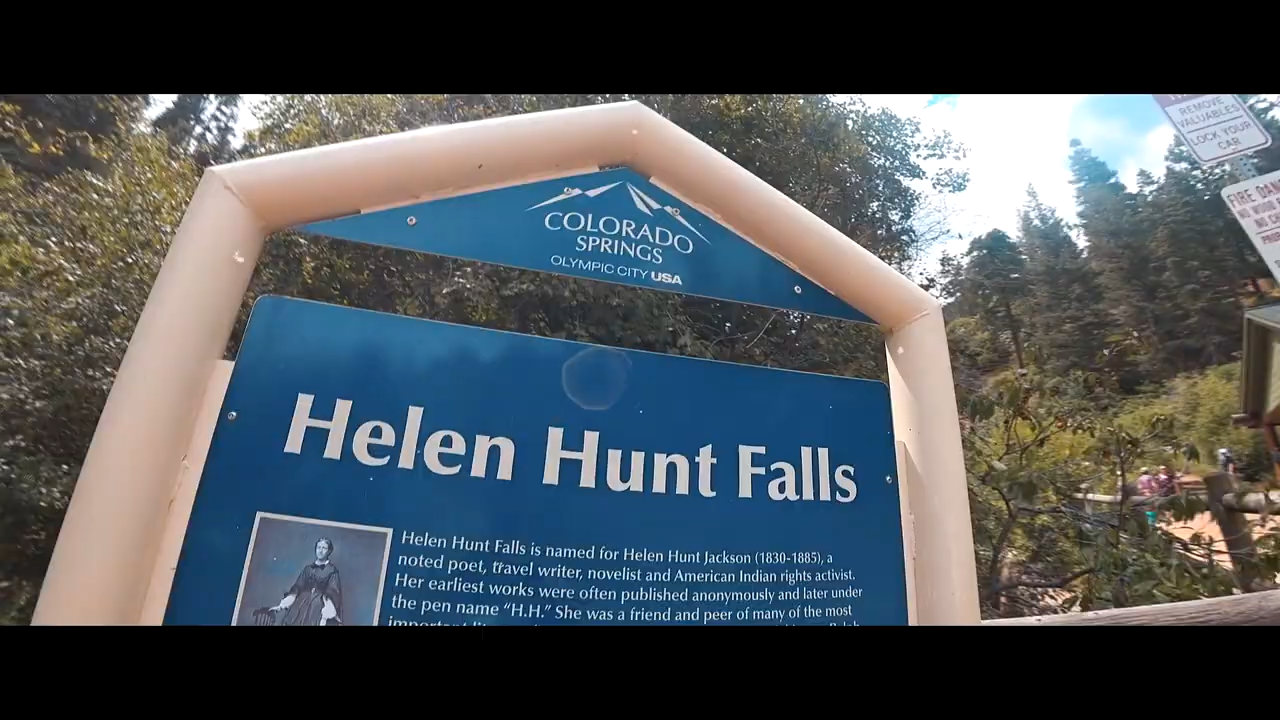 COLORADO
SPRINGS
OLYMPIC CITY USA
Helen Hunt Falls
Helen Hunt Falls is named for Helen Hunt Jackson (1830-1885), a
noted poet, travel writer, novelist and American Indian rights activist.
Her earliest works were often published anonymously and later under
the pen name “H.H.” She was a friend and peer of many of the most
REMOVE
VALUABLES
LOCK YOUR
CAR
FIRE